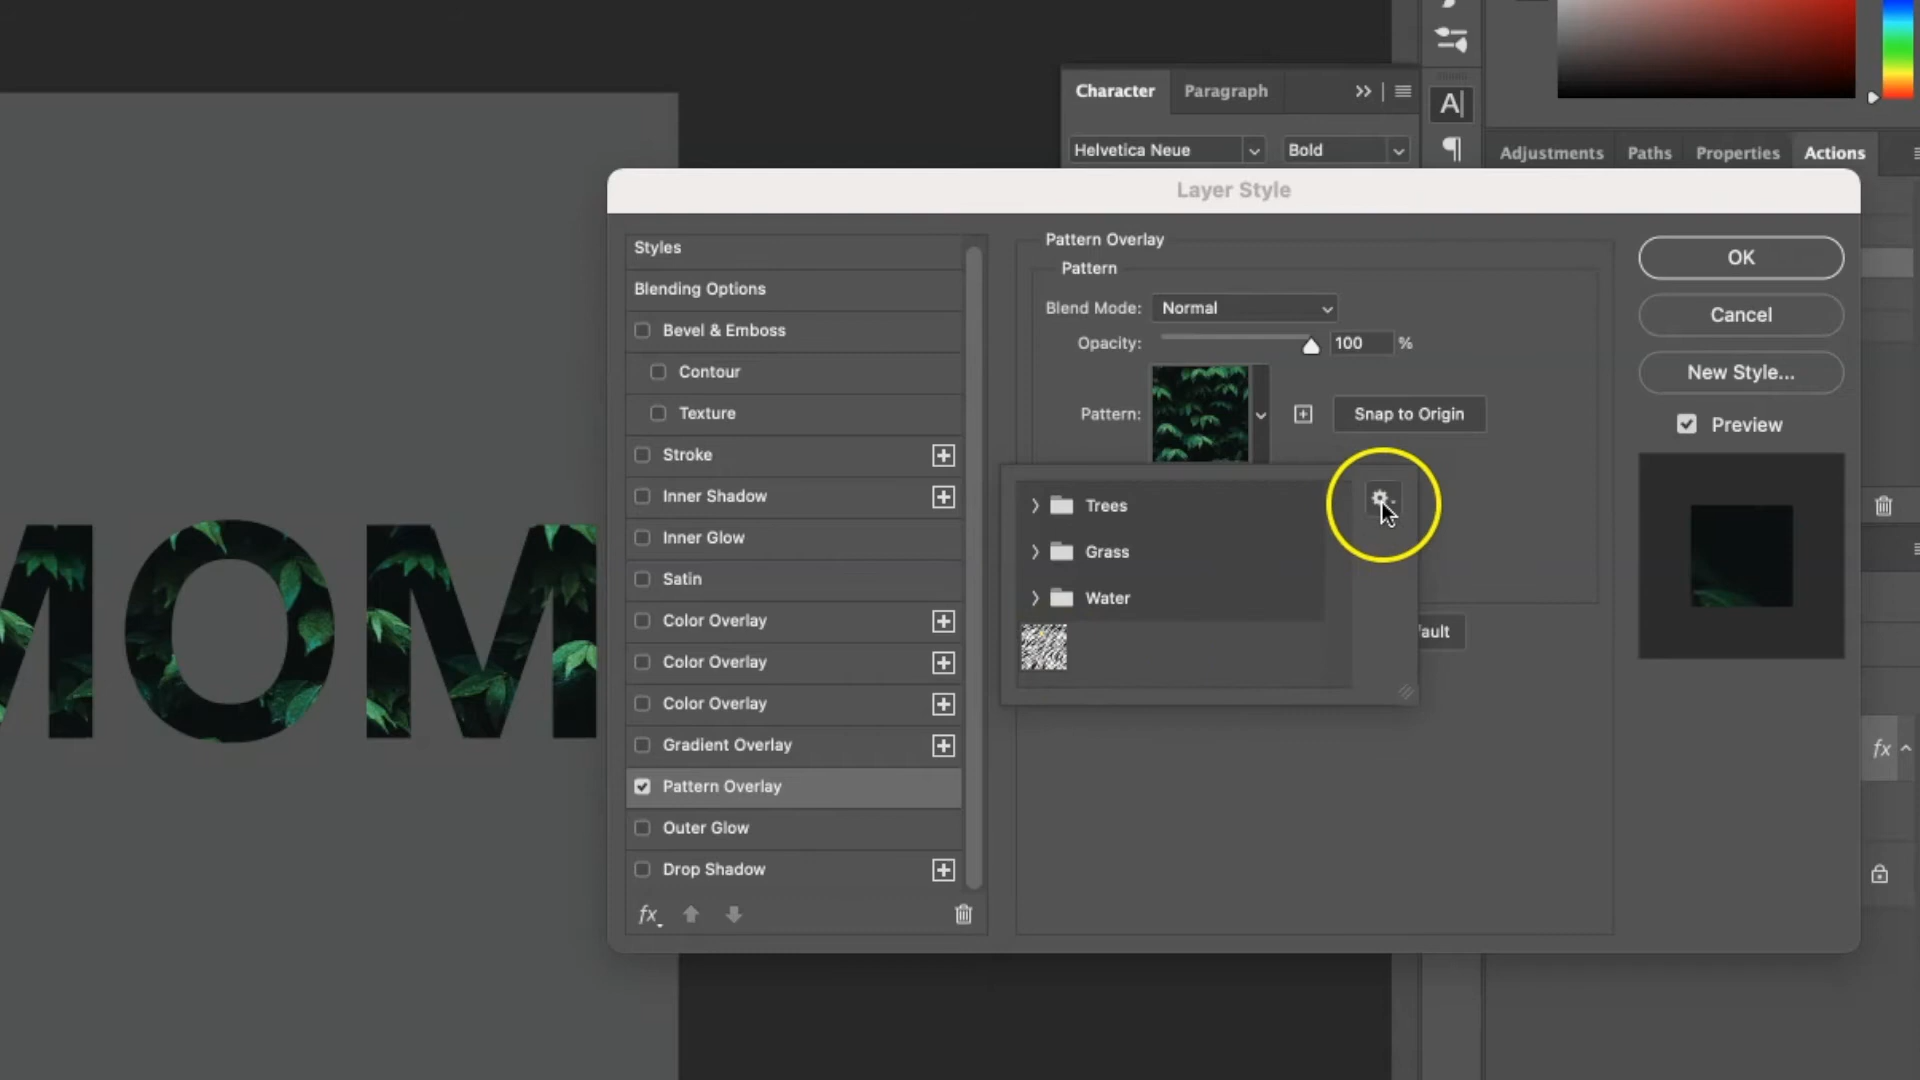 Character
Paragraph
Helvetica Neue
Bold
A
Adjustments
Paths
Properties
Actions
Layer Style
Styles
Blending Options
Bevel & Emboss
Contour
Texture
Stroke
Inner Shadow
Inner Glow
Satin
Color Overlay
Color Overlay
Color Overlay
Gradient Overlay
Pattern Overlay
Outer Glow
Drop Shadow
fx
Pattern Overlay
Pattern
Blend Mode: Normal
Opacity: 100 %
Pattern:
Snap to Origin
Trees
Grass
Water
ault
OK
Cancel
New Style...
Preview
fx
MOM